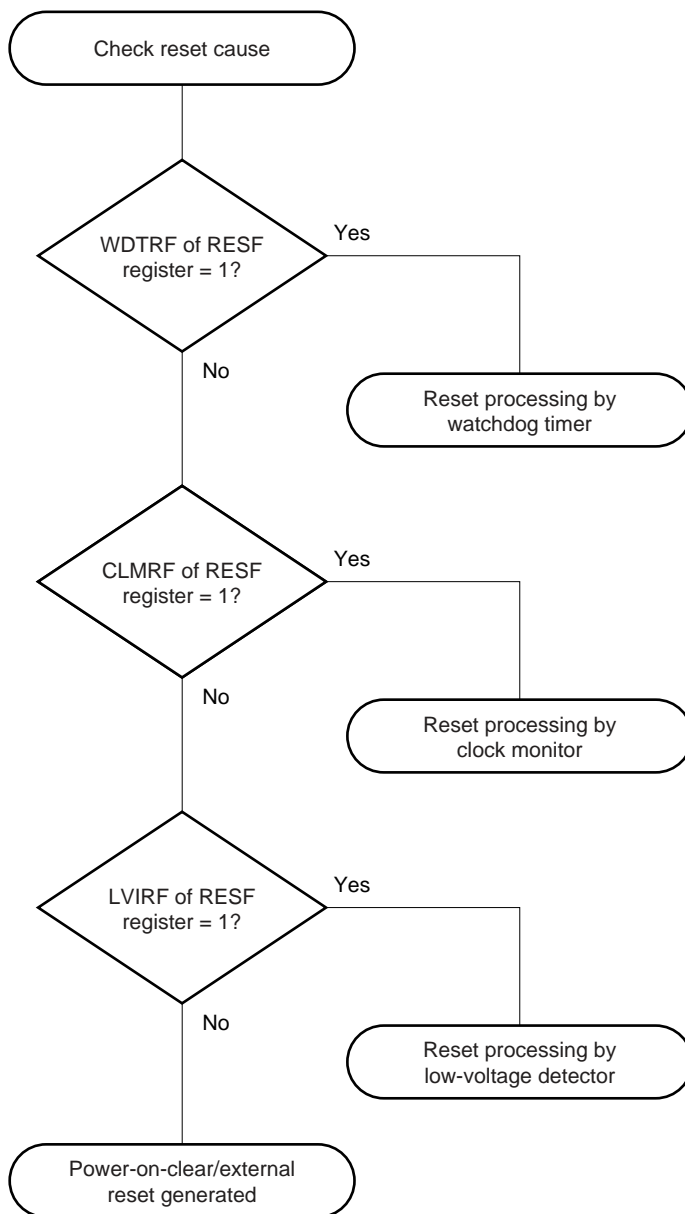 Check reset cause
WDTRF of RESF
register = 1?
Yes
No
Reset processing by
watchdog timer
CLMRF of RESF
register = 1?
Yes
No
Reset processing by
clock monitor
LVIRF of RESF
register = 1?
Yes
No
Reset processing by
low-voltage detector
Power-on-clear/external
reset generated